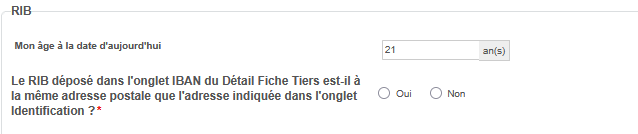 RIB
Mon âge à la date d'aujourd'hui
21 an(s)
Le RIB déposé dans l'onglet IBAN du Détail Fiche Tiers est-il à
la même adresse postale que l'adresse indiquée dans l'onglet
Identification ?*
Oui Non